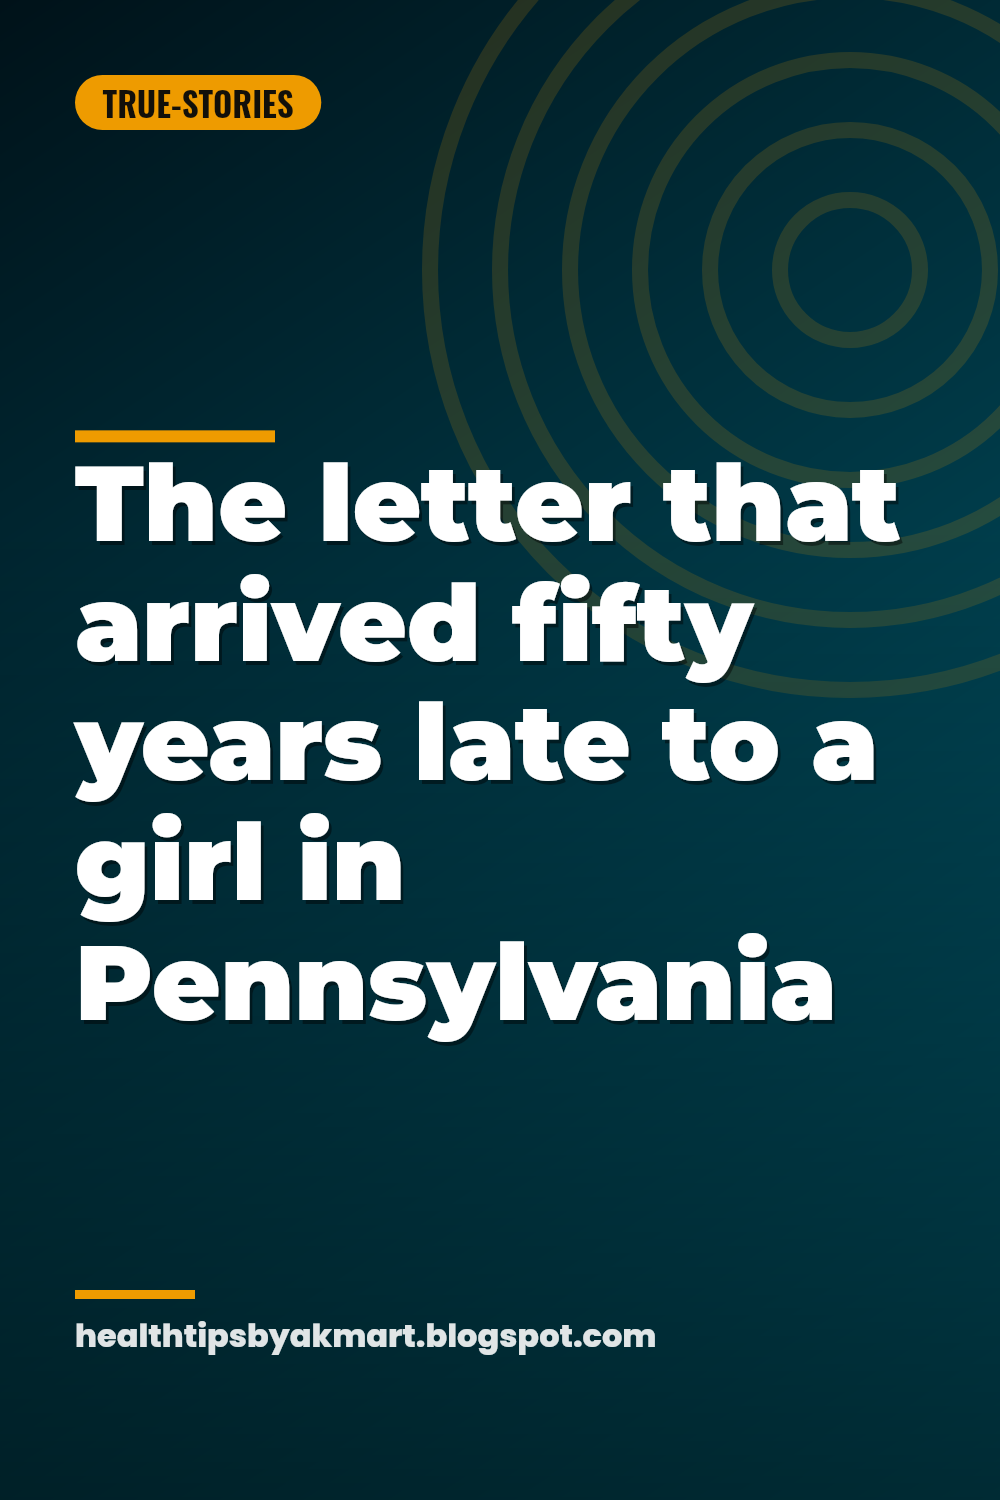 TRUE-STORIES
The letter that
arrived fifty
years late to a
girl in
Pennsylvania
healthtipsbyakmart.blogspot.com